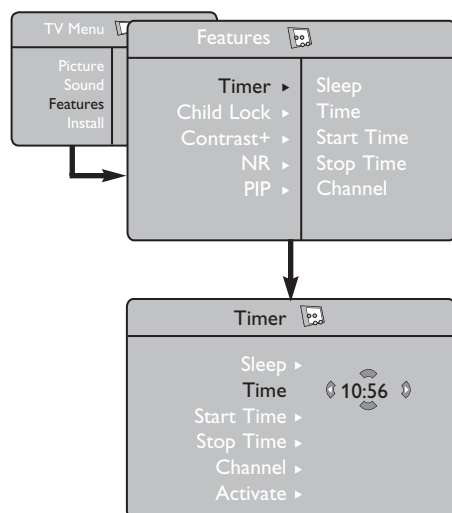 TV Menu
Picture
Sound
Features
Install
Features
Timer ▸ Sleep
Child Lock ▸ Time
Contrast+ ▸ Start Time
NR ▸ Stop Time
PIP ▸ Channel
Timer
Sleep ▸
Time 10:56
Start Time ▸
Stop Time ▸
Channel ▸
Activate ▸